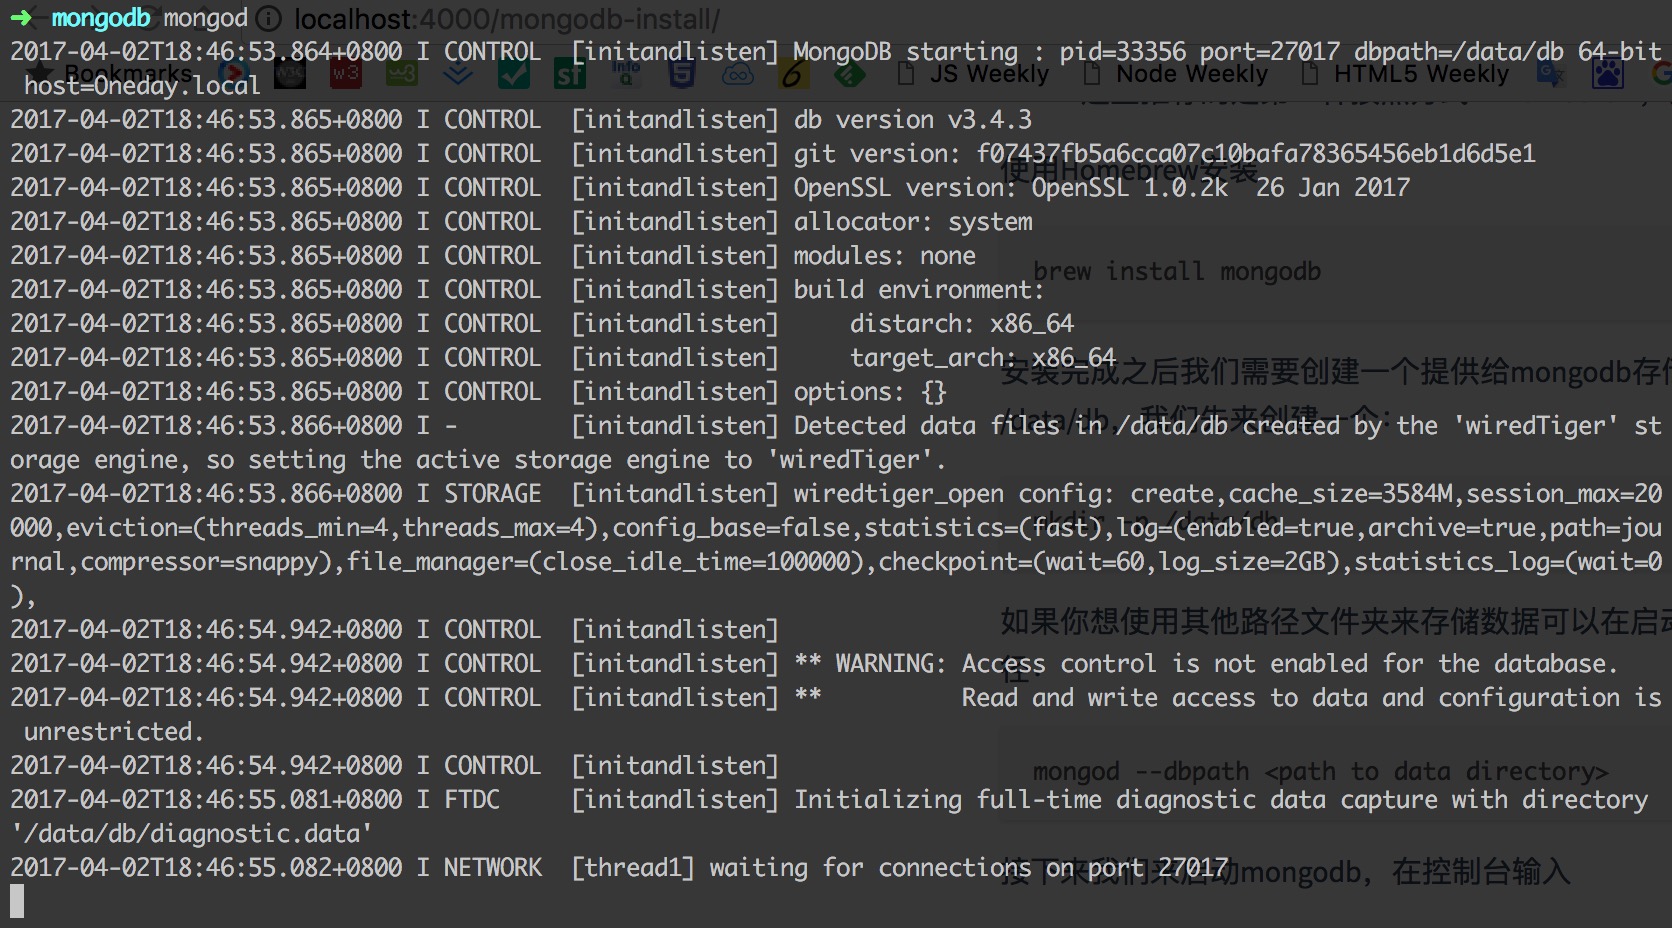 ➜ mongodb mongod
localhost:4000/mongodb-install/
2017-04-02T18:46:53.864+0800 I CONTROL  [initandlisten] MongoDB starting : pid=33356 port=27017 dbpath=/data/db 64-bit
Bookmarks
JS Weekly
Node Weekly
HTML5 Weekly
host=Oneday.local
2017-04-02T18:46:53.865+0800 I CONTROL  [initandlisten] db version v3.4.3
2017-04-02T18:46:53.865+0800 I CONTROL  [initandlisten] git version: f07437fb5a6cca07c10bafa78365456eb1d6d5e1
使用Homebrew安装
2017-04-02T18:46:53.865+0800 I CONTROL  [initandlisten] OpenSSL version: OpenSSL 1.0.2k  26 Jan 2017
2017-04-02T18:46:53.865+0800 I CONTROL  [initandlisten] allocator: system
2017-04-02T18:46:53.865+0800 I CONTROL  [initandlisten] modules: none
brew install mongodb
2017-04-02T18:46:53.865+0800 I CONTROL  [initandlisten] build environment:
2017-04-02T18:46:53.865+0800 I CONTROL  [initandlisten]     distarch: x86_64
2017-04-02T18:46:53.865+0800 I CONTROL  [initandlisten]     target_arch: x86_64
安装完成之后我们需要创建一个提供给mongodb存
2017-04-02T18:46:53.865+0800 I CONTROL  [initandlisten] options: {}
/data/db，我们先来创建一个：
2017-04-02T18:46:53.866+0800 I -        [initandlisten] Detected data files in /data/db created by the 'wiredTiger' st
orage engine, so setting the active storage engine to 'wiredTiger'.
2017-04-02T18:46:53.866+0800 I STORAGE  [initandlisten] wiredtiger_open config: create,cache_size=3584M,session_max=20
mkdir -p /data/db
000,eviction=(threads_min=4,threads_max=4),config_base=false,statistics=(fast),log=(enabled=true,archive=true,path=jou
rnal,compressor=snappy),file_manager=(close_idle_time=100000),checkpoint=(wait=60,log_size=2GB),statistics_log=(wait=0
),
如果你想使用其他路径文件夹来存储数据可以在启动
2017-04-02T18:46:54.942+0800 I CONTROL  [initandlisten]
2017-04-02T18:46:54.942+0800 I CONTROL  [initandlisten] ** WARNING: Access control is not enabled for the database.
径：
2017-04-02T18:46:54.942+0800 I CONTROL  [initandlisten] **          Read and write access to data and configuration is
unrestricted.
2017-04-02T18:46:54.942+0800 I CONTROL  [initandlisten]
mongod --dbpath <path to data directory>
2017-04-02T18:46:55.081+0800 I FTDC     [initandlisten] Initializing full-time diagnostic data capture with directory
'/data/db/diagnostic.data'
2017-04-02T18:46:55.082+0800 I NETWORK  [thread1] waiting for connections on port 27017
接下来我们来启动mongodb，在控制台输入